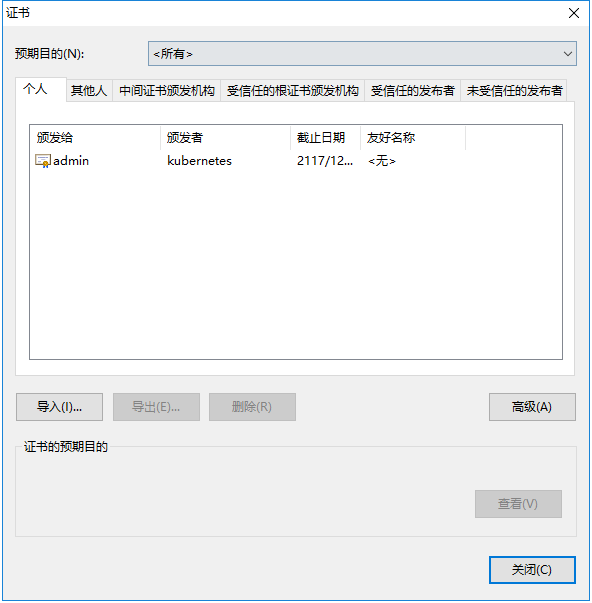 证书
预期目的(N): <所有>
个人 其他人 中间证书颁发机构 受信任的根证书颁发机构 受信任的发布者 未受信任的发布者
颁发给 颁发者 截止日期 友好名称
admin kubernetes 2117/12... <无>
导入(I)... 导出(E)... 删除(R) 高级(A)
证书的预期目的
查看(V)
关闭(C)